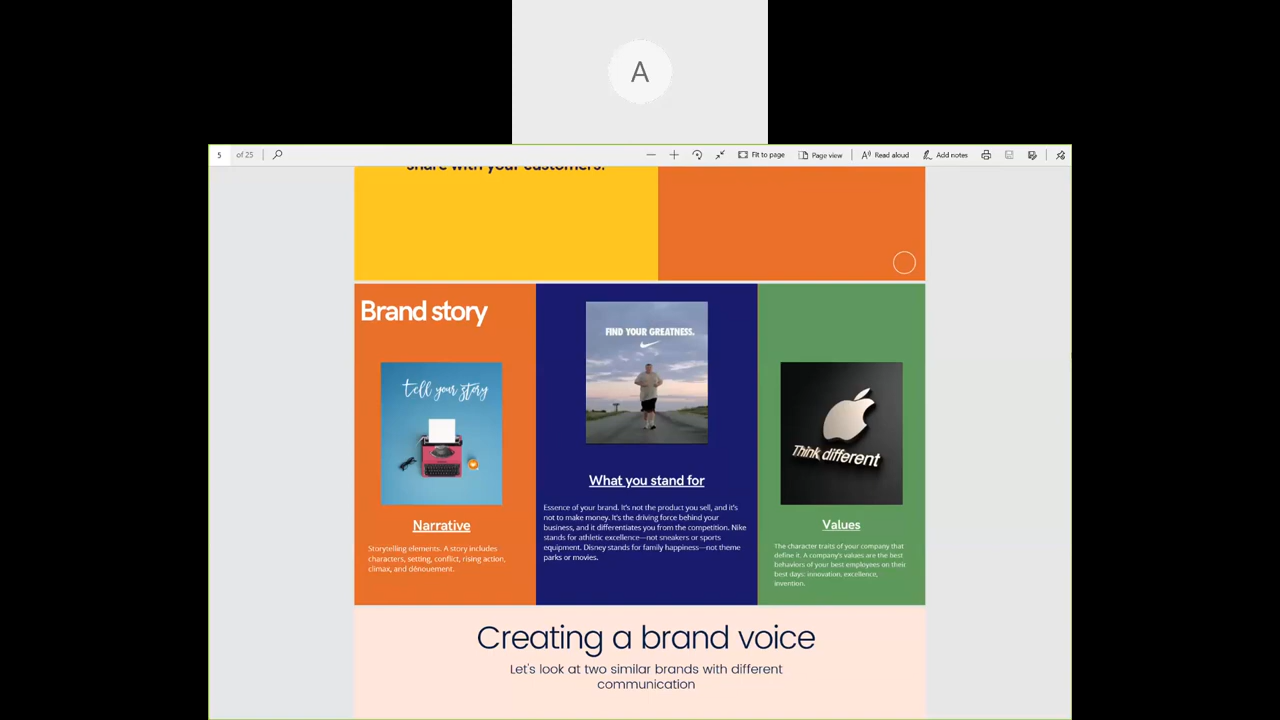 A
5 of 25
Fit to page
Page view
Read aloud
Add notes
share with your customers!
Brand story
tell your story
Narrative
Storytelling elements. A story includes
characters, setting, conflict, rising action,
climax, and dénouement.
FIND YOUR GREATNESS.
What you stand for
Essence of your brand. It's not the product you sell, and it's
not to make money. It's the driving force behind your
business, and it differentiates you from the competition. Nike
stands for athletic excellence—not sneakers or sports
equipment. Disney stands for family happiness—not theme
parks or movies.
Think different
Values
The character traits of your company that
define it. A company's values are the best
behaviors of your best employees on their
best days: innovation, excellence,
invention.
Creating a brand voice
Let's look at two similar brands with different
communication